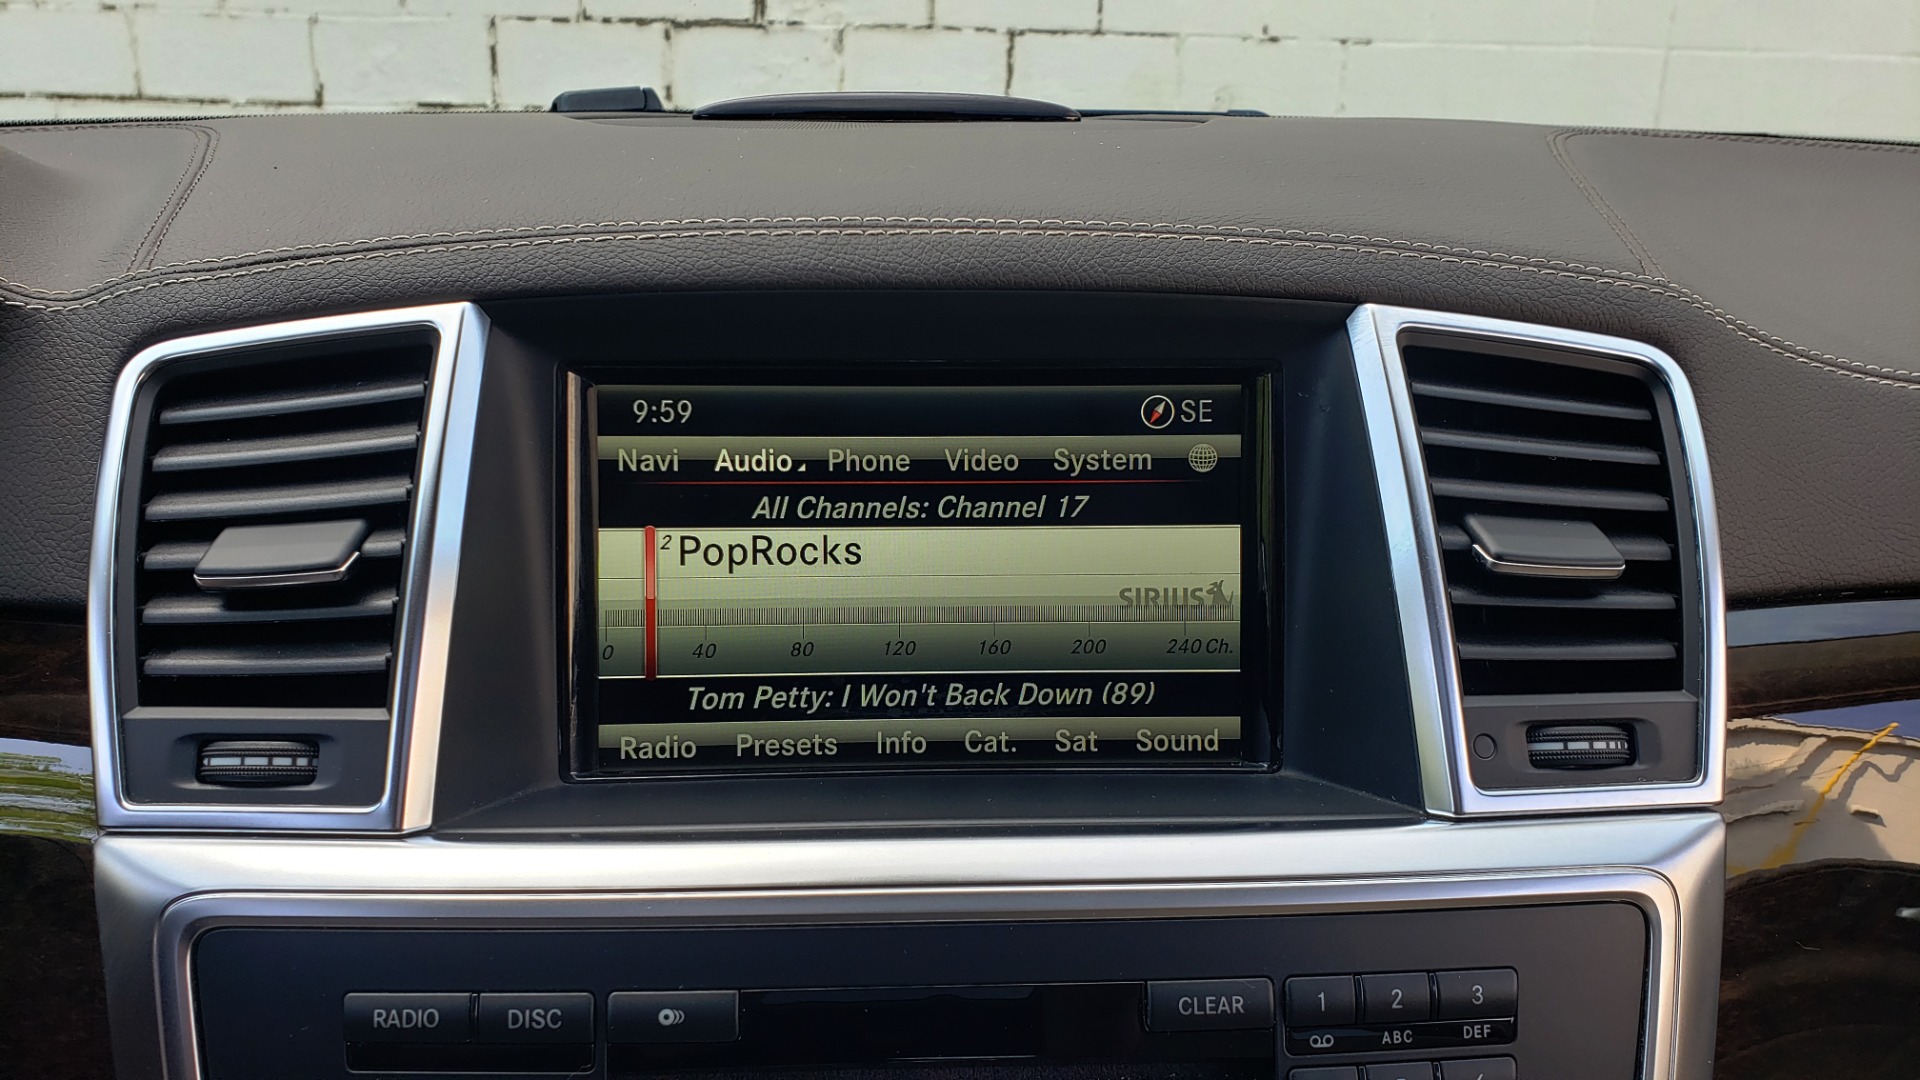 9:59 SE
Navi Audio Phone Video System
All Channels: Channel 17
2 PopRocks
SIRIUS
0 40 80 120 160 200 240 Ch.
Tom Petty: I Won't Back Down (89)
Radio Presets Info Cat. Sat Sound
RADIO DISC CLEAR 1 2 3
ABC DEF